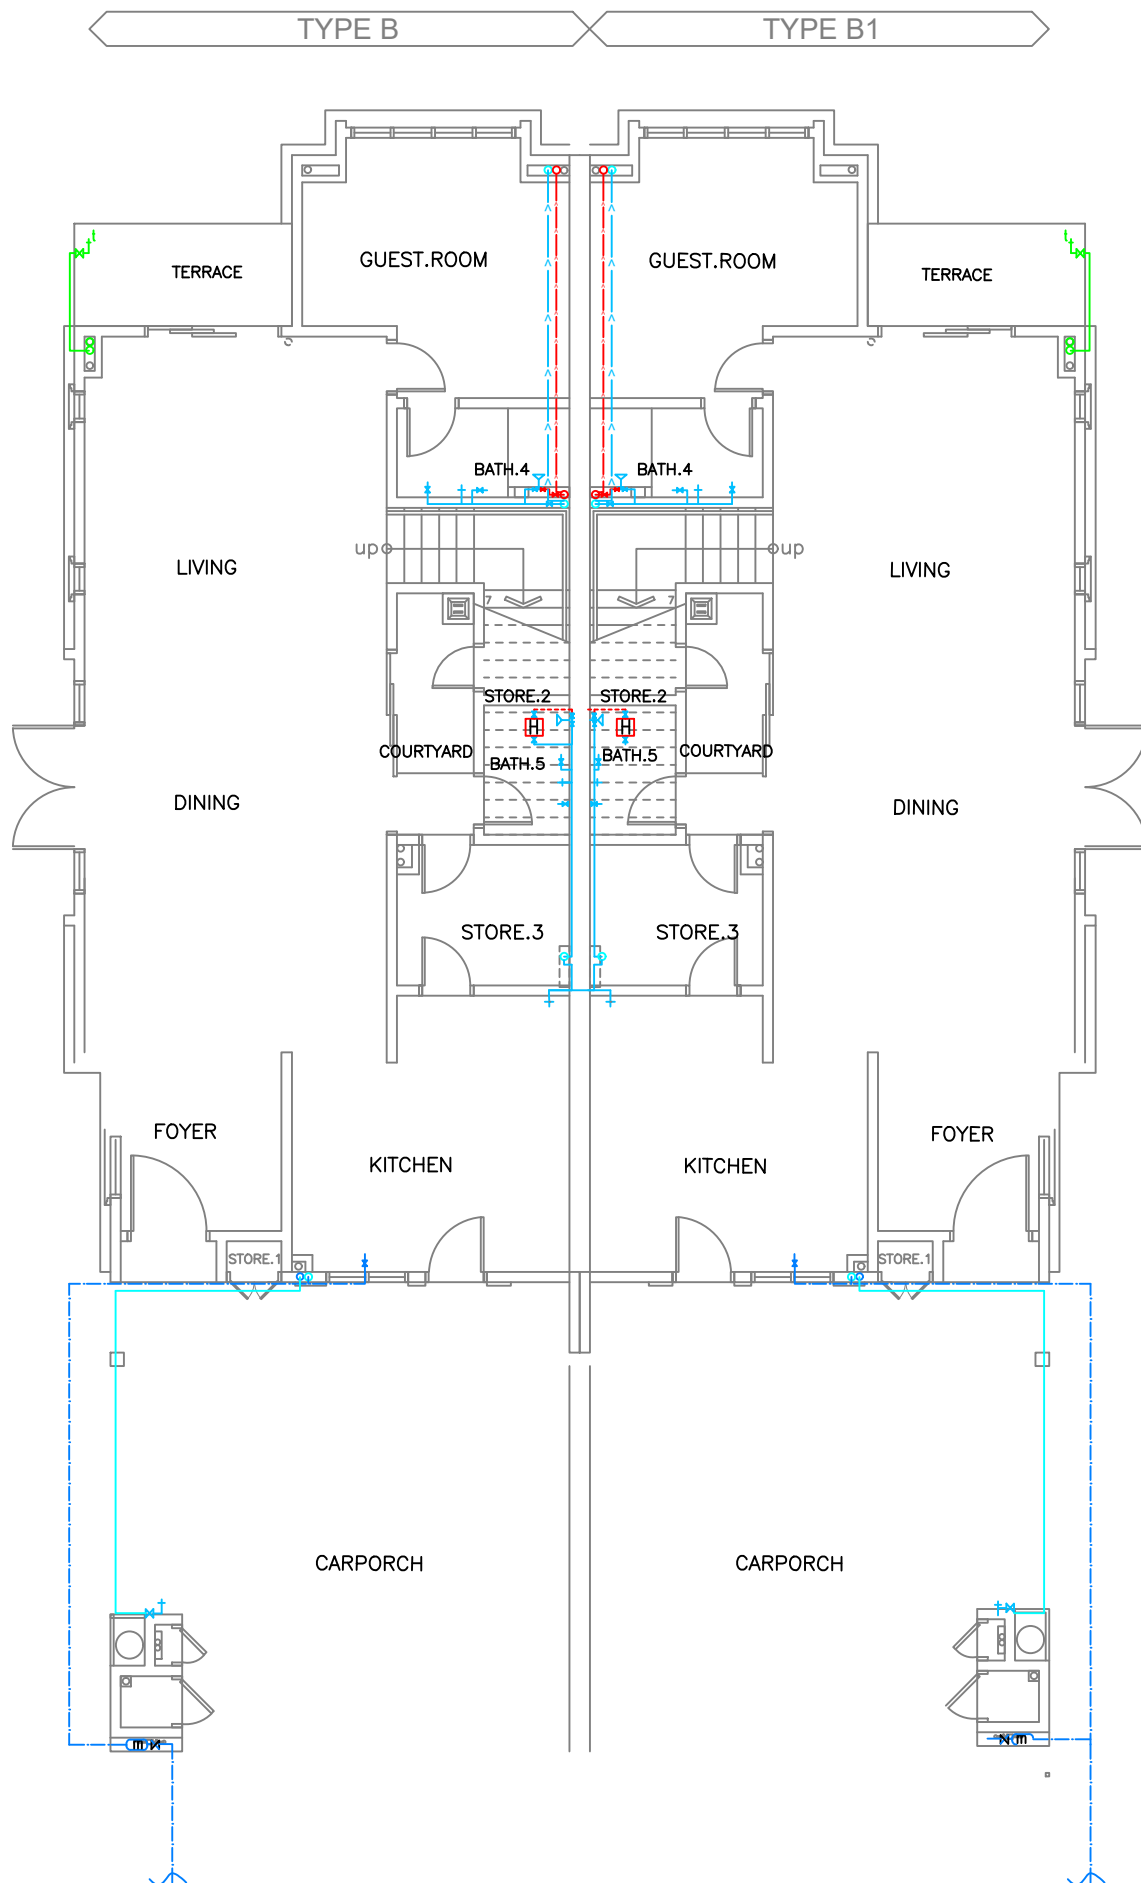 TYPE B TYPE B1
GUEST.ROOM GUEST.ROOM
TERRACE TERRACE
BATH.4 BATH.4
up up
LIVING LIVING
7 7
STORE.2 STORE.2
H H
COURTYARD COURTYARD
BATH.5 BATH.5
DINING DINING
STORE.3 STORE.3
FOYER FOYER
KITCHEN KITCHEN
STORE.1 STORE.1
CARPORCH CARPORCH
m m